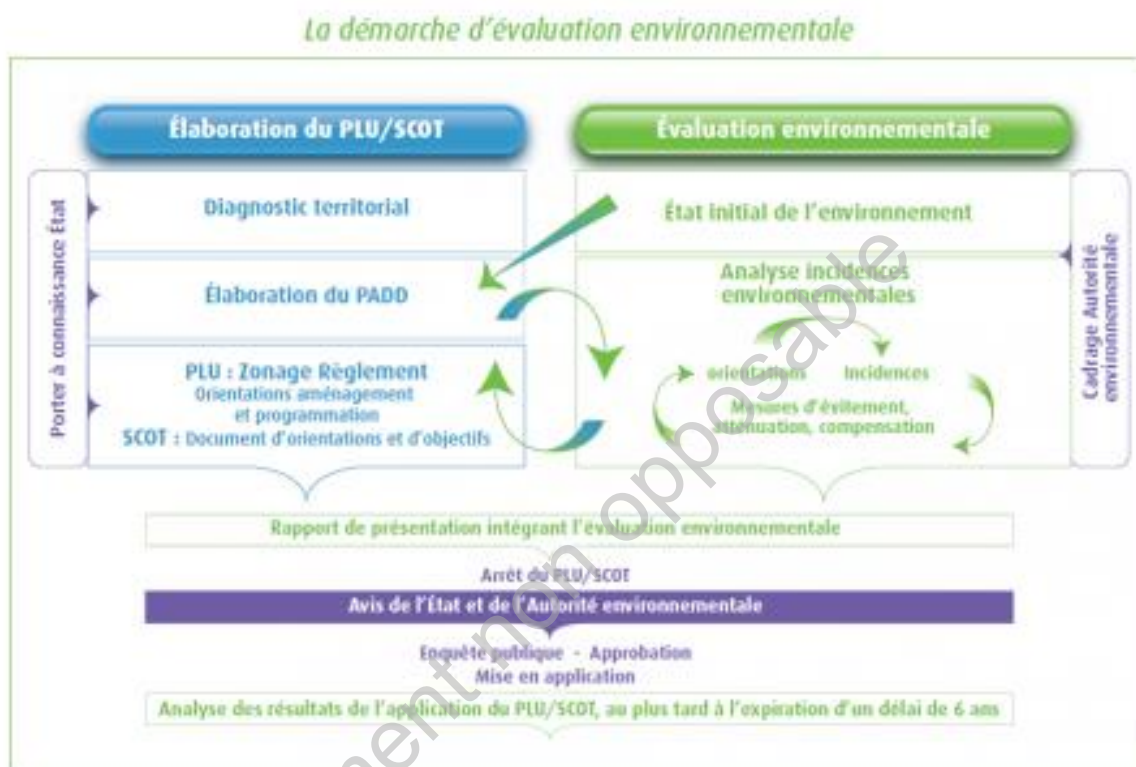 La démarche d'évaluation environnementale
Élaboration du PLU/SCOT
Évaluation environnementale
Porter à connaissance État
Diagnostic territorial
Élaboration du PADD
PLU : Zonage Règlement
Orientations aménagement
et programmation
SCOT : Document d'orientations et d'objectifs
État initial de l'environnement
Analyse incidences
environnementales
orientations
Incidences
Mesures d'évitement,
atténuation, compensation
Cadrage Autorité
environnementale
Rapport de présentation intégrant l'évaluation environnementale
Arrêt du PLU/SCOT
Avis de l'État et de l'Autorité environnementale
Enquête publique - Approbation
Mise en application
Analyse des résultats de l'application du PLU/SCOT, au plus tard à l'expiration d'un délai de 6 ans
ment non opposable